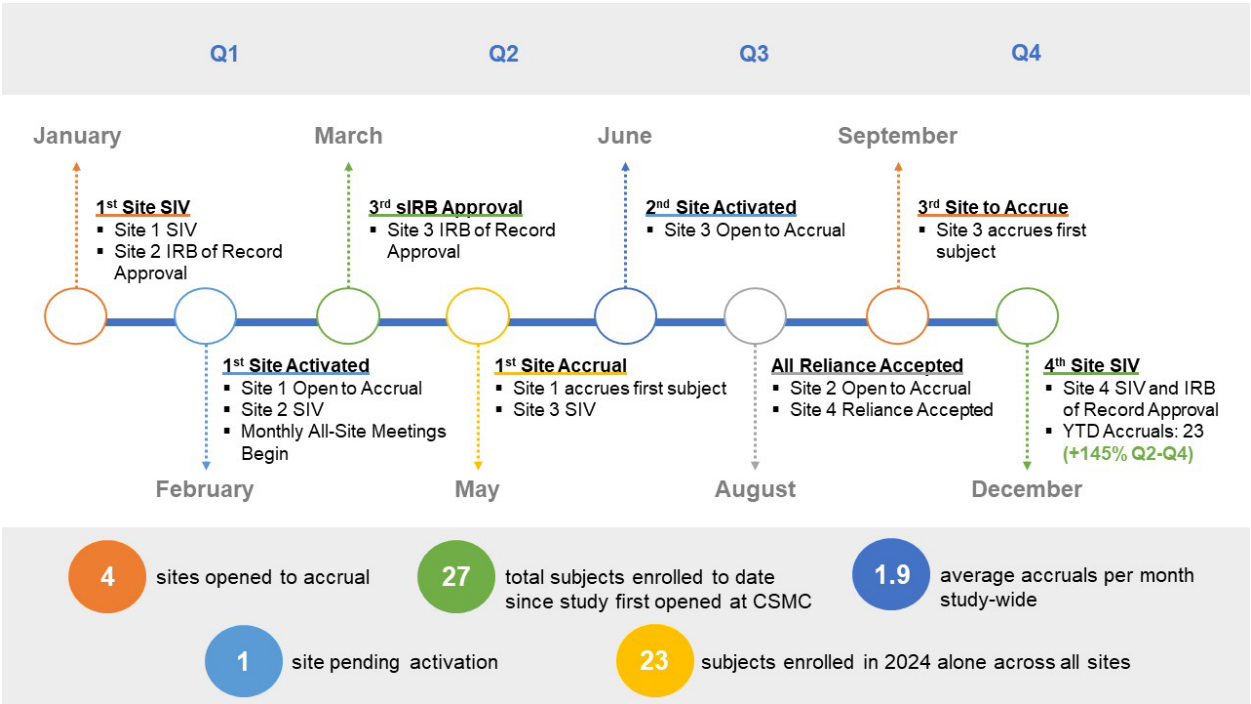 Q1
Q2
Q3
Q4
January
March
June
September
1st Site SIV
▪ Site 1 SIV
▪ Site 2 IRB of Record
Approval
3rd sIRB Approval
▪ Site 3 IRB of Record
Approval
2nd Site Activated
▪ Site 3 Open to Accrual
3rd Site to Accrue
▪ Site 3 accrues first
subject
1st Site Activated
▪ Site 1 Open to Accrual
▪ Site 2 SIV
▪ Monthly All-Site Meetings
Begin
1st Site Accrual
▪ Site 1 accrues first subject
▪ Site 3 SIV
All Reliance Accepted
▪ Site 2 Open to Accrual
▪ Site 4 Reliance Accepted
4th Site SIV
▪ Site 4 SIV and IRB
of Record Approval
▪ YTD Accruals: 23
(+145% Q2-Q4)
February
May
August
December
4
sites opened to accrual
27
total subjects enrolled to date
since study first opened at CSMC
1.9
average accruals per month
study-wide
1
site pending activation
23
subjects enrolled in 2024 alone across all sites